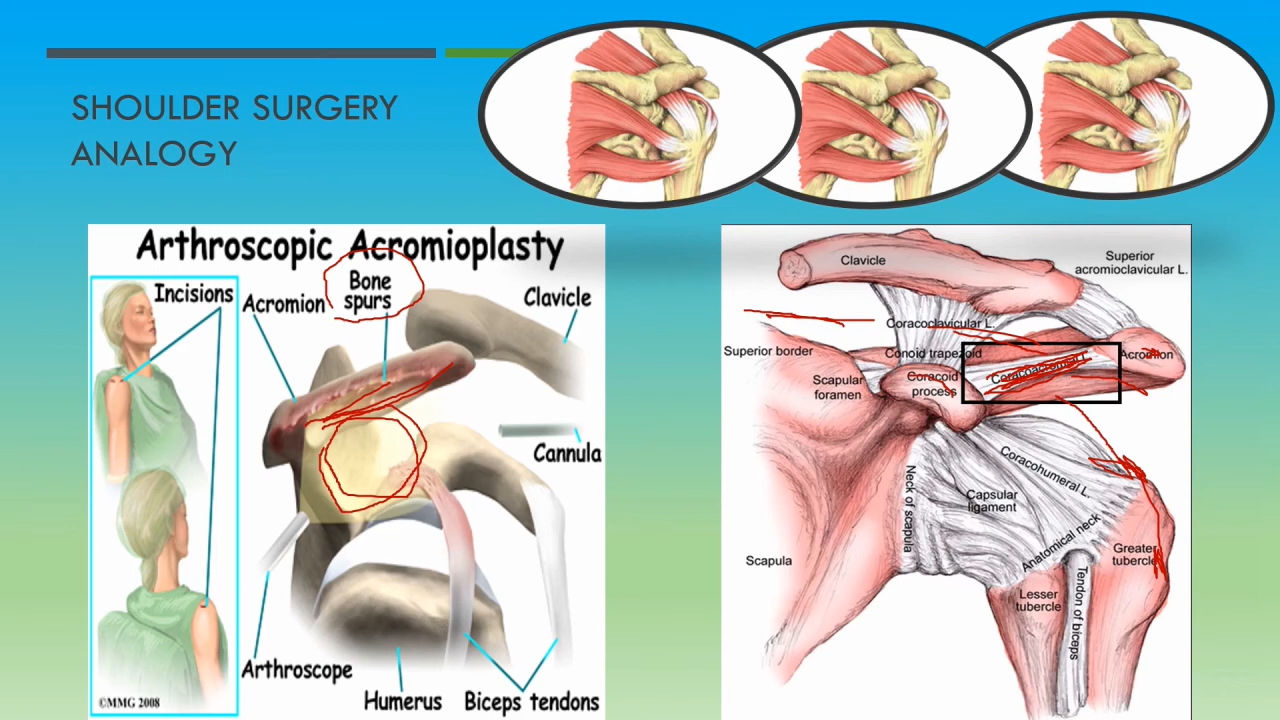 SHOULDER SURGERY
ANALOGY
Arthroscopic Acromioplasty
Incisions
Acromion
Bone
spurs
Clavicle
Cannula
Arthroscope
Humerus
Biceps tendons
©MMG 2008
Clavicle
Superior
acromioclavicular L.
Coracoclavicular L.
Superior border
Conoid trapezoid
Acromion
Scapular
foramen
Coracoid
process
Coracoacromial L.
Coracohumeral L.
Neck of scapula
Capsular
ligament
Anatomical neck
Greater
tubercle
Scapula
Lesser
tubercle
Tendon of biceps